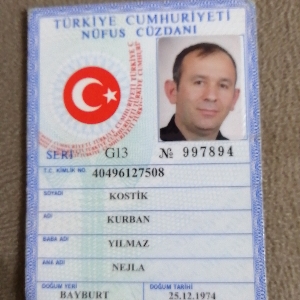 TÜRKİYE CUMHURİYETİ
NÜFUS CÜZDANI
SERİ G13 № 997894
T.C. KİMLİK NO. 40496127508
SOYADI
KOSTİK
ADI
KURBAN
BABA ADI
YILMAZ
ANA ADI
NEJLA
DOĞUM YERİ DOĞUM TARİHİ
BAYBURT 25.12.1974